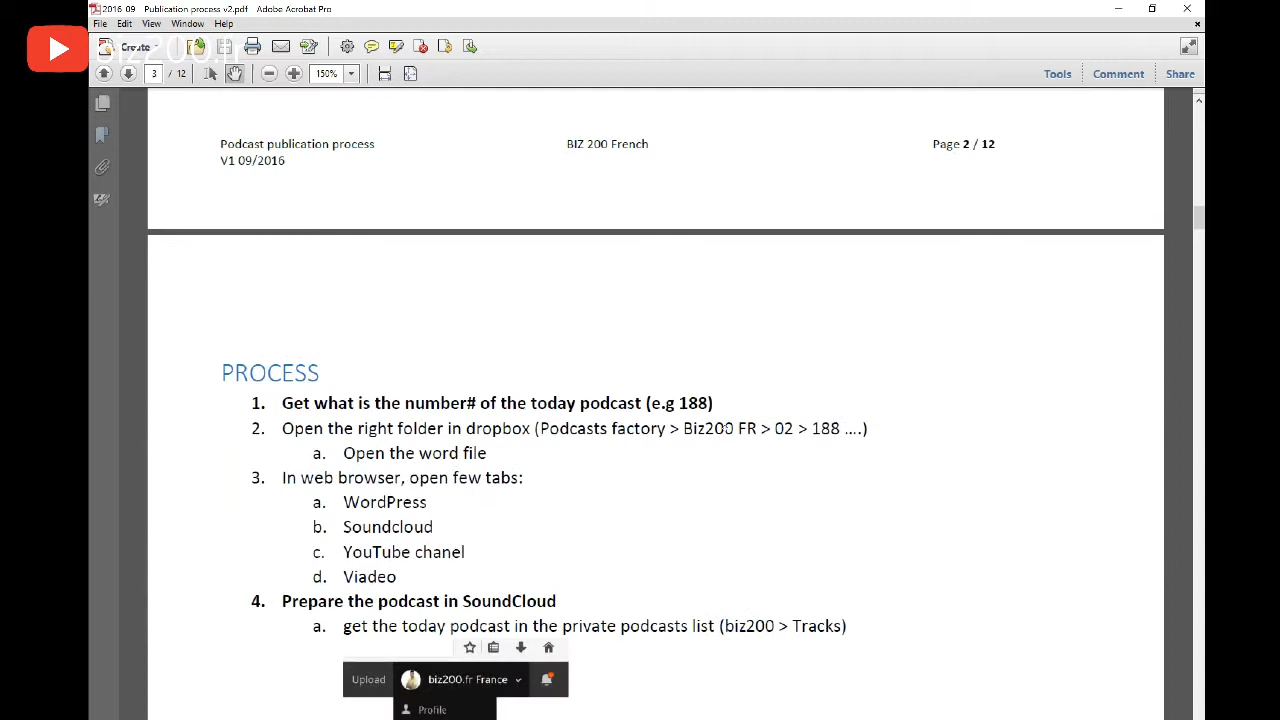 2016 09   Publication process v2.pdf - Adobe Acrobat Pro
File Edit View Window Help
Create
biz200.fr
3 / 12
150%
Tools Comment Share
Podcast publication process BIZ 200 French Page 2 / 12
V1 09/2016
PROCESS
1. Get what is the number# of the today podcast (e.g 188)
2. Open the right folder in dropbox (Podcasts factory > Biz200 FR > 02 > 188 ....)
a. Open the word file
3. In web browser, open few tabs:
a. WordPress
b. Soundcloud
c. YouTube chanel
d. Viadeo
4. Prepare the podcast in SoundCloud
a. get the today podcast in the private podcasts list (biz200 > Tracks)
Upload biz200.fr France
Profile